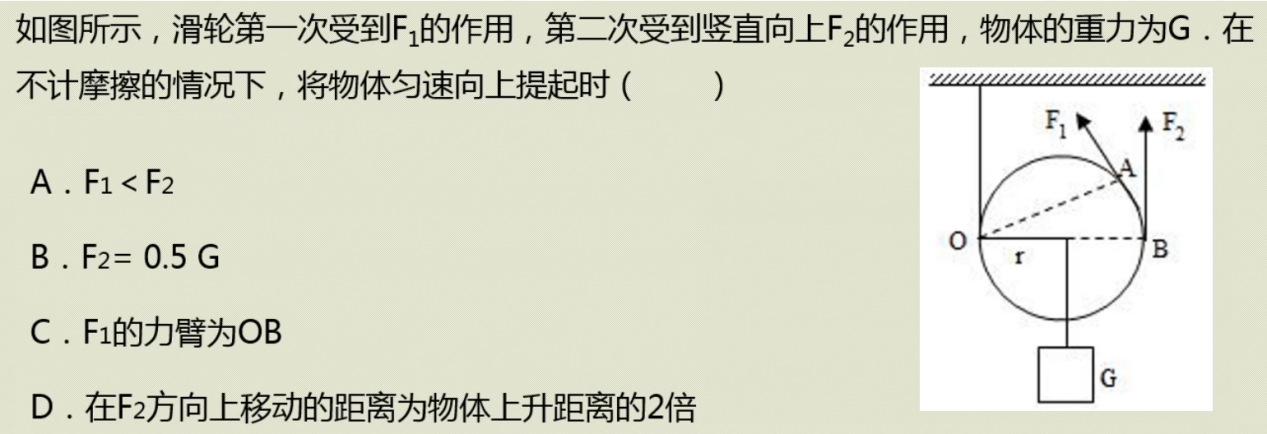 如图所示，滑轮第一次受到F₁的作用，第二次受到竖直向上F₂的作用，物体的重力为G．在
不计摩擦的情况下，将物体匀速向上提起时（　　）
A．F1＜F2
B．F2= 0.5 G
C．F1的力臂为OB
D．在F2方向上移动的距离为物体上升距离的2倍
F₁
F₂
A
O
r
B
G